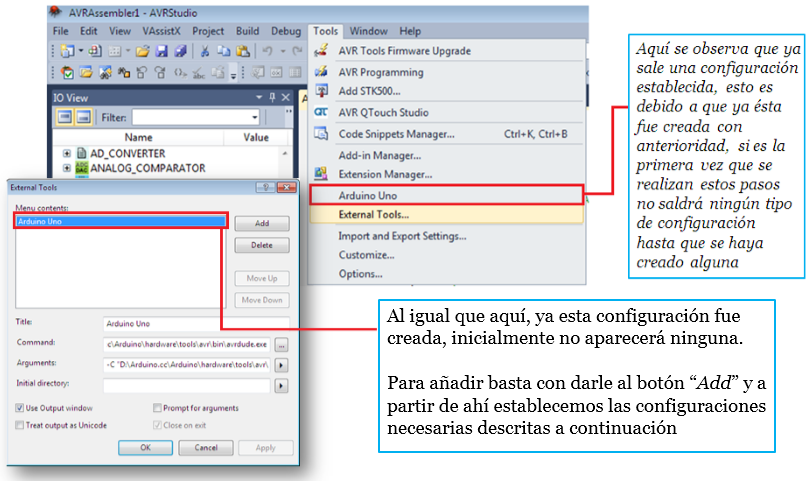 AVRAssembler1 - AVRStudio
File Edit View VAssistX Project Build Debug Tools Window Help
AVR Tools Firmware Upgrade
AVR Programming
Add STK500...
AVR QTouch Studio
Code Snippets Manager... Ctrl+K, Ctrl+B
Add-in Manager...
Extension Manager...
Arduino Uno
External Tools...
Import and Export Settings...
Customize...
Options...
IO View
Filter:
Name Value
AD_CONVERTER
ANALOG_COMPARATOR
Aquí se observa que ya
sale una configuración
establecida, esto es
debido a que ya ésta
fue creada con
anterioridad, si es la
primera vez que se
realizan estos pasos
no saldrá ningún tipo
de configuración
hasta que se haya
creado alguna
External Tools
Menu contents:
Arduino Uno
Add
Delete
Move Up
Move Down
Title: Arduino Uno
Command: c\Arduino\hardware\tools\avr\bin\avrdude.exe ...
Arguments: -C "D:\Arduino.cc\Arduino\hardware\tools\avr\
Initial directory:
Use Output window Prompt for arguments
Treat output as Unicode Close on exit
OK Cancel Apply
Al igual que aquí, ya esta configuración fue
creada, inicialmente no aparecerá ninguna.
Para añadir basta con darle al botón “Add” y a
partir de ahí establecemos las configuraciones
necesarias descritas a continuación